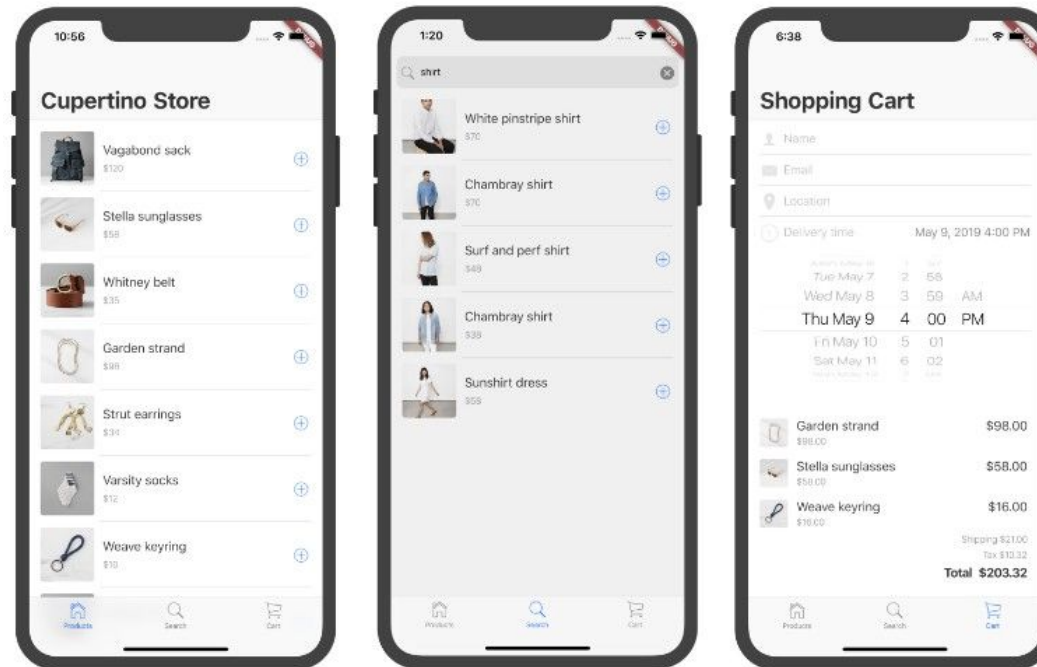 10:56
Cupertino Store
Vagabond sack
$120
Stella sunglasses
$58
Whitney belt
$35
Garden strand
$98
Strut earrings
$34
Varsity socks
$12
Weave keyring
Products
Search
Cart
1:20
shirt
White pinstripe shirt
$70
Chambray shirt
$70
Surf and perf shirt
Chambray shirt
$38
Sunshirt dress
$58
Products
Search
Cart
6:38
Shopping Cart
Name
Email
Location
Delivery time May 9, 2019 4:00 PM
Tue May 7 2 58
Wed May 8 3 59 AM
Thu May 9 4 00 PM
Fri May 10 5 01
Sat May 11 6 02
Garden strand $98.00
$98.00
Stella sunglasses $58.00
$58.00
Weave keyring $16.00
$16.00
Shipping $21.00
Tax $10.32
Total $203.32
Products
Search
Cart